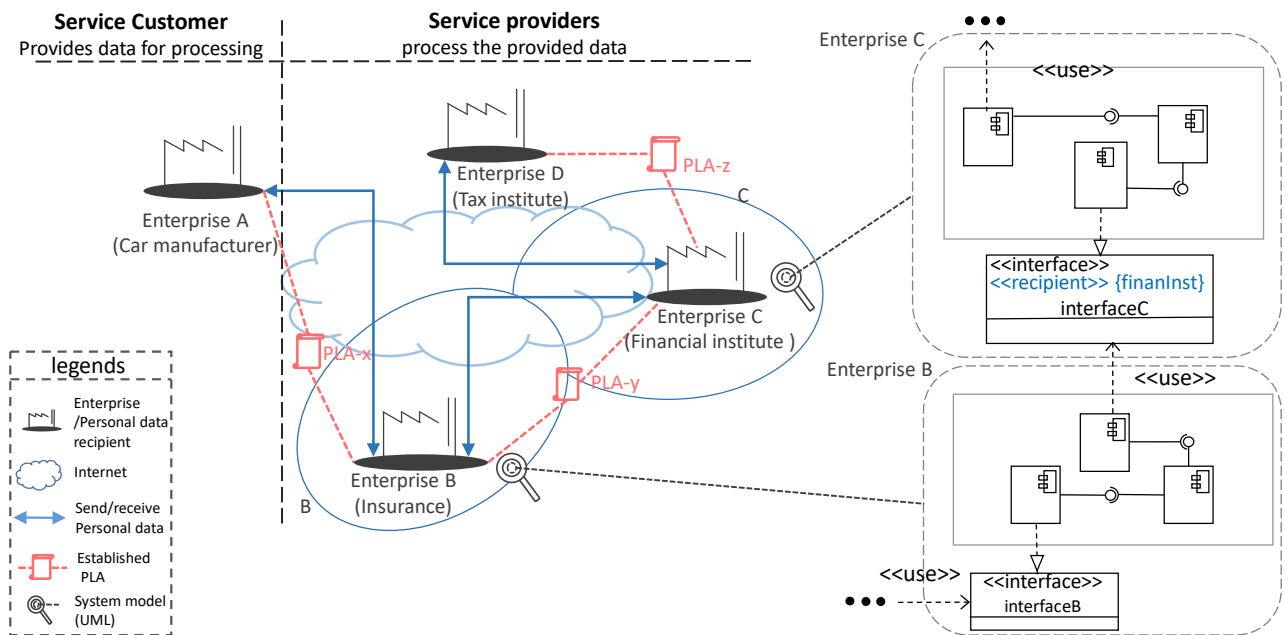 Service Customer
Provides data for processing
Service providers
process the provided data
Enterprise A
(Car manufacturer)
Enterprise D
(Tax institute)
PLA-z
C
Enterprise C
(Financial institute )
PLA-x
PLA-y
Enterprise B
(Insurance)
B
legends
Enterprise
/Personal data
recipient
Internet
Send/receive
Personal data
Established
PLA
System model
(UML)
Enterprise C
<<use>>
<<interface>>
<<recipient>> {finanInst}
interfaceC
Enterprise B
<<use>>
<<use>>
<<interface>>
interfaceB